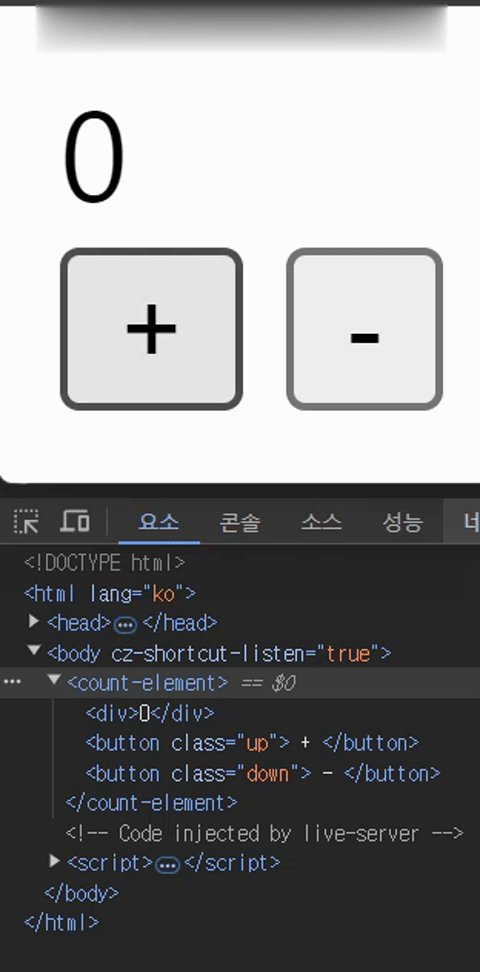 0
+ -
요소 콘솔 소스 성능 네
<!DOCTYPE html>
<html lang="ko">
▶ <head> ••• </head>
▼ <body cz-shortcut-listen="true">
••• ▼ <count-element> == $0
<div>0</div>
<button class="up"> + </button>
<button class="down"> - </button>
</count-element>
<!-- Code injected by live-server -->
▶ <script> ••• </script>
</body>
</html>